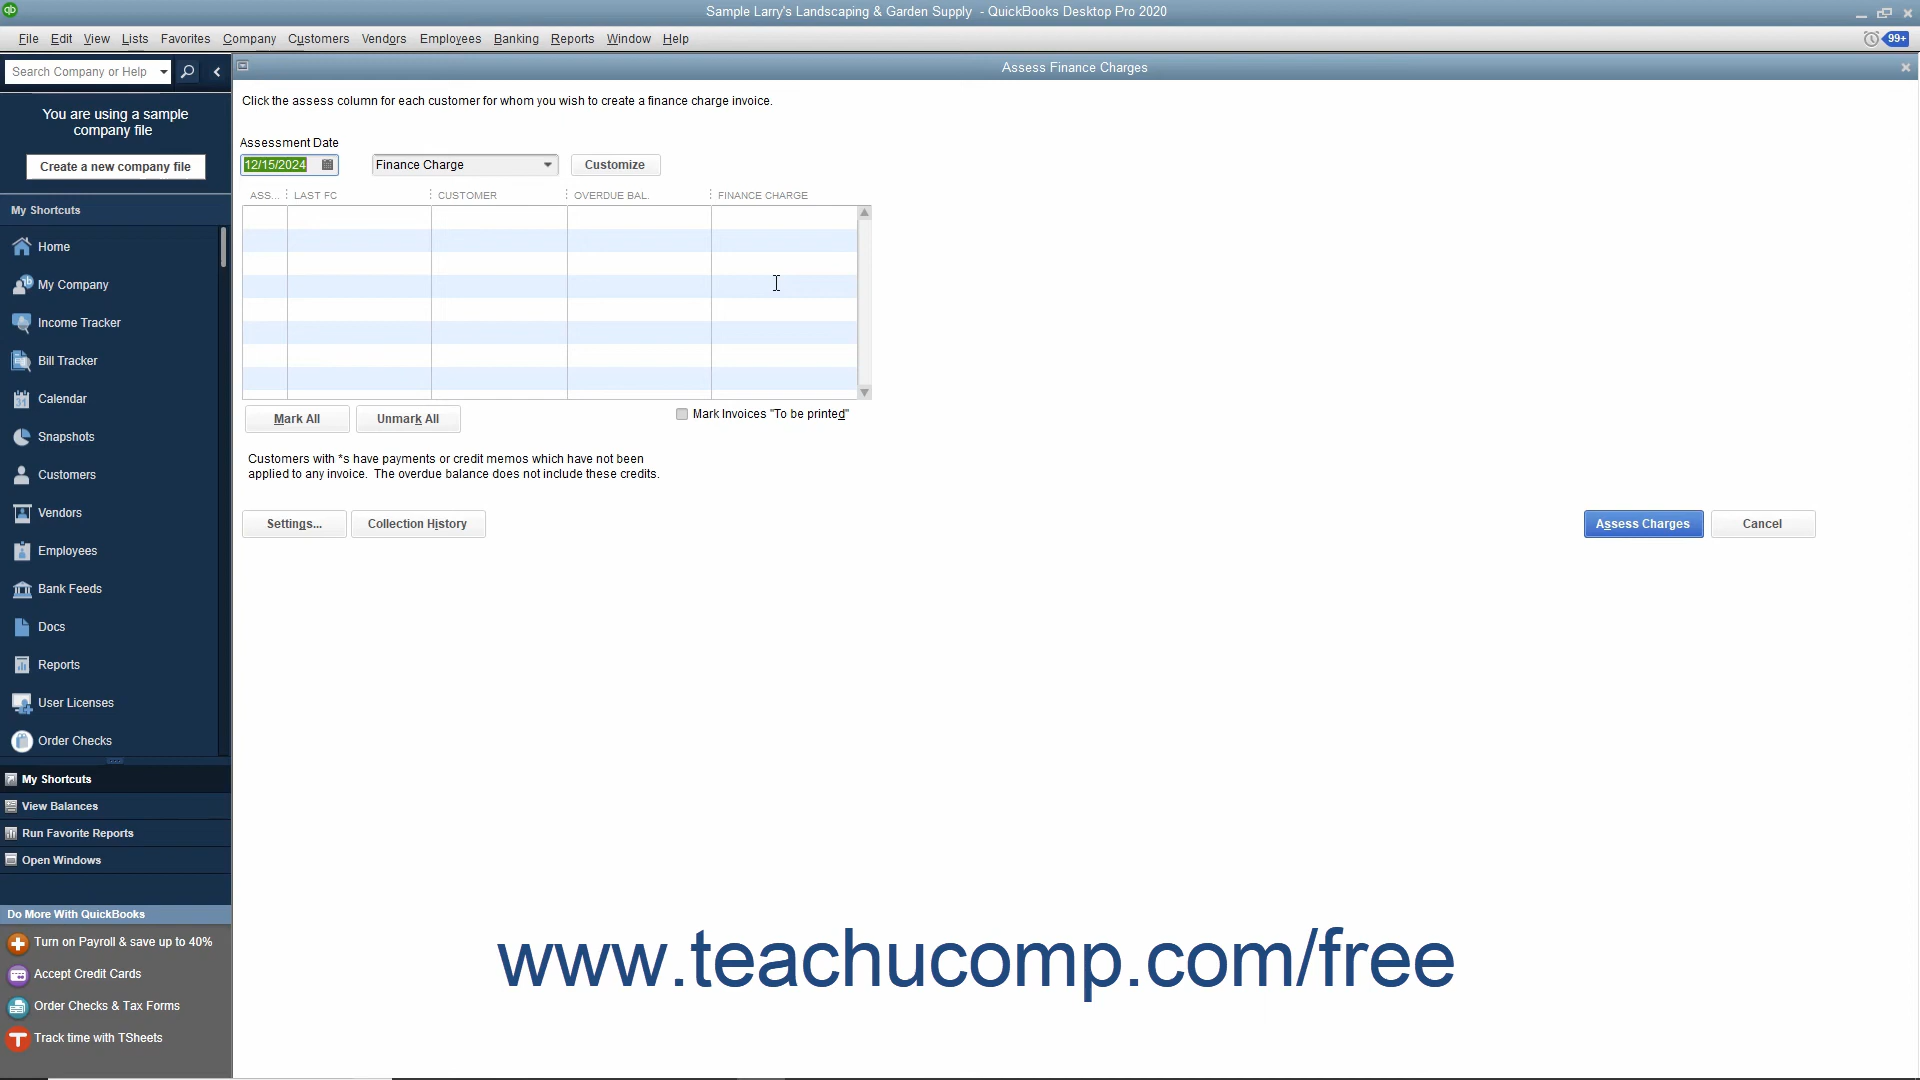 Sample Larry's Landscaping & Garden Supply - QuickBooks Desktop Pro 2020
File Edit View Lists Favorites Company Customers Vendors Employees Banking Reports Window Help
99+
Search Company or Help
Assess Finance Charges
You are using a sample
company file
Create a new company file
My Shortcuts
Home
My Company
Income Tracker
Bill Tracker
Calendar
Snapshots
Customers
Vendors
Employees
Bank Feeds
Docs
Reports
User Licenses
Order Checks
My Shortcuts
View Balances
Run Favorite Reports
Open Windows
Do More With QuickBooks
Turn on Payroll & save up to 40%
Accept Credit Cards
Order Checks & Tax Forms
Track time with TSheets
Click the assess column for each customer for whom you wish to create a finance charge invoice.
Assessment Date
12/15/2024 Finance Charge Customize
ASS... LAST FC CUSTOMER OVERDUE BAL. FINANCE CHARGE
Mark All Unmark All Mark Invoices "To be printed"
Customers with *s have payments or credit memos which have not been
applied to any invoice. The overdue balance does not include these credits.
Settings... Collection History Assess Charges Cancel
www.teachucomp.com/free